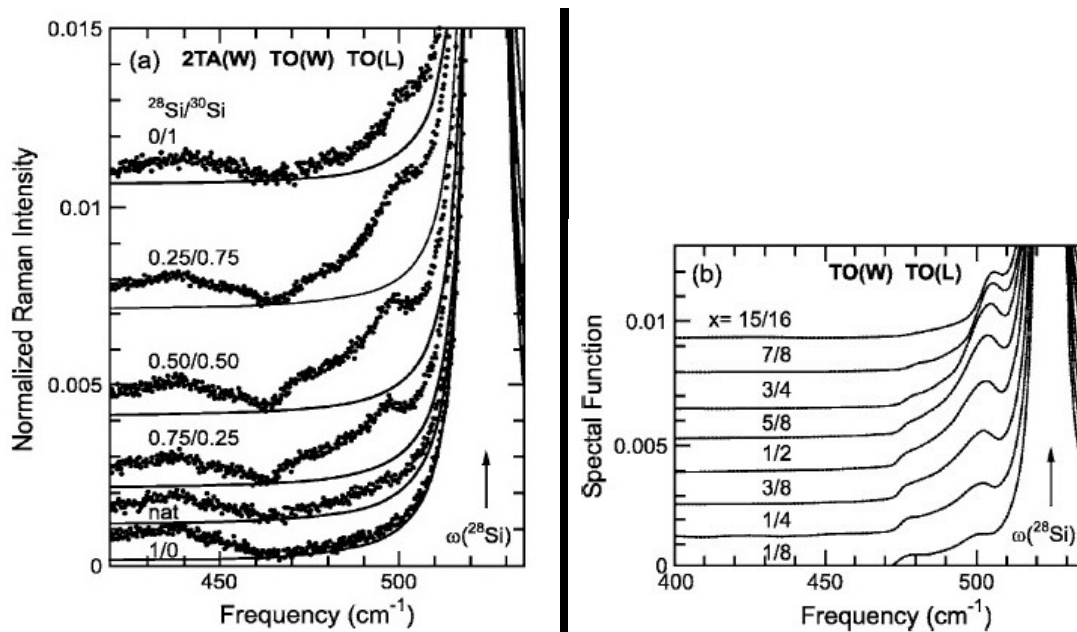 0.015
(a) 2TA(W) TO(W) TO(L)
²⁸Si/³⁰Si
0/1
0.01
0.25/0.75
0.50/0.50
0.005
0.75/0.25
nat
1/0
0
ω(²⁸Si)
450 500
Frequency (cm⁻¹)
Normalized Raman Intensity
(b) TO(W) TO(L)
0.01
x= 15/16
7/8
3/4
5/8
0.005
1/2
3/8
1/4
1/8
0
ω(²⁸Si)
400 450 500
Frequency (cm⁻¹)
Spectal Function